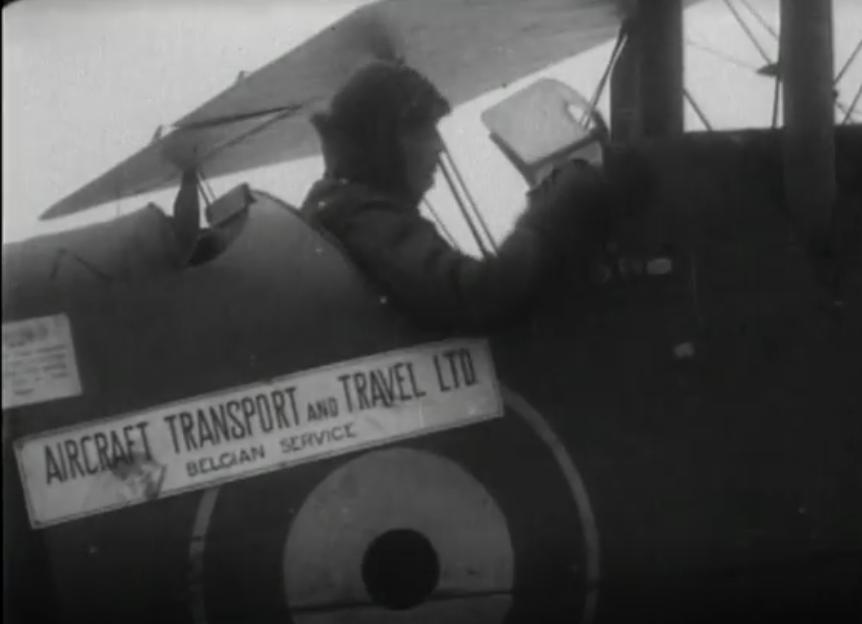 AIRCRAFT TRANSPORT AND TRAVEL LTD
BELGIAN SERVICE